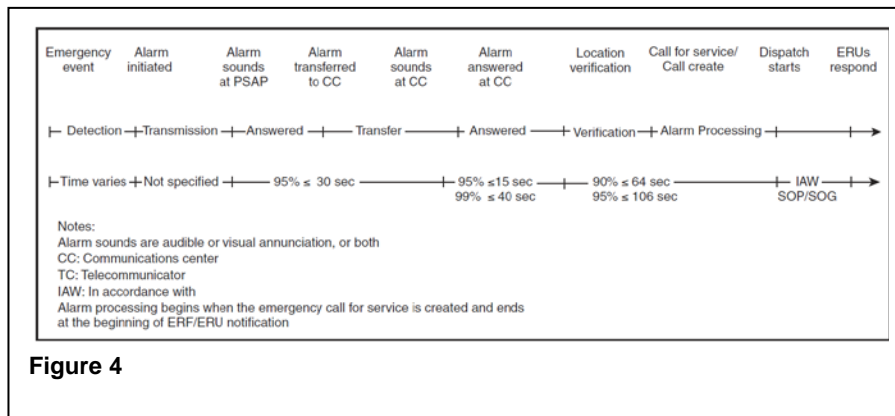 Emergency event
Alarm initiated
Alarm sounds at PSAP
Alarm transferred to CC
Alarm sounds at CC
Alarm answered at CC
Location verification
Call for service/ Call create
Dispatch starts
ERUs respond
Detection Transmission Answered Transfer Answered Verification Alarm Processing
Time varies Not specified 95% ≤ 30 sec 95% ≤15 sec 90% ≤ 64 sec IAW
99% ≤ 40 sec 95% ≤ 106 sec SOP/SOG
Notes:
Alarm sounds are audible or visual annunciation, or both
CC: Communications center
TC: Telecommunicator
IAW: In accordance with
Alarm processing begins when the emergency call for service is created and ends
at the beginning of ERF/ERU notification
Figure 4